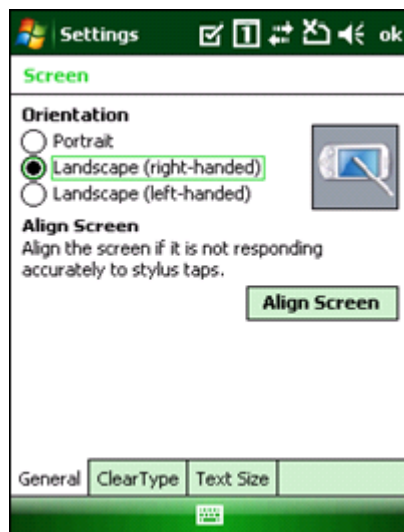 Settings
1
ok
Screen
Orientation
Portrait
Landscape (right-handed)
Landscape (left-handed)
Align Screen
Align the screen if it is not responding
accurately to stylus taps.
Align Screen
General ClearType Text Size